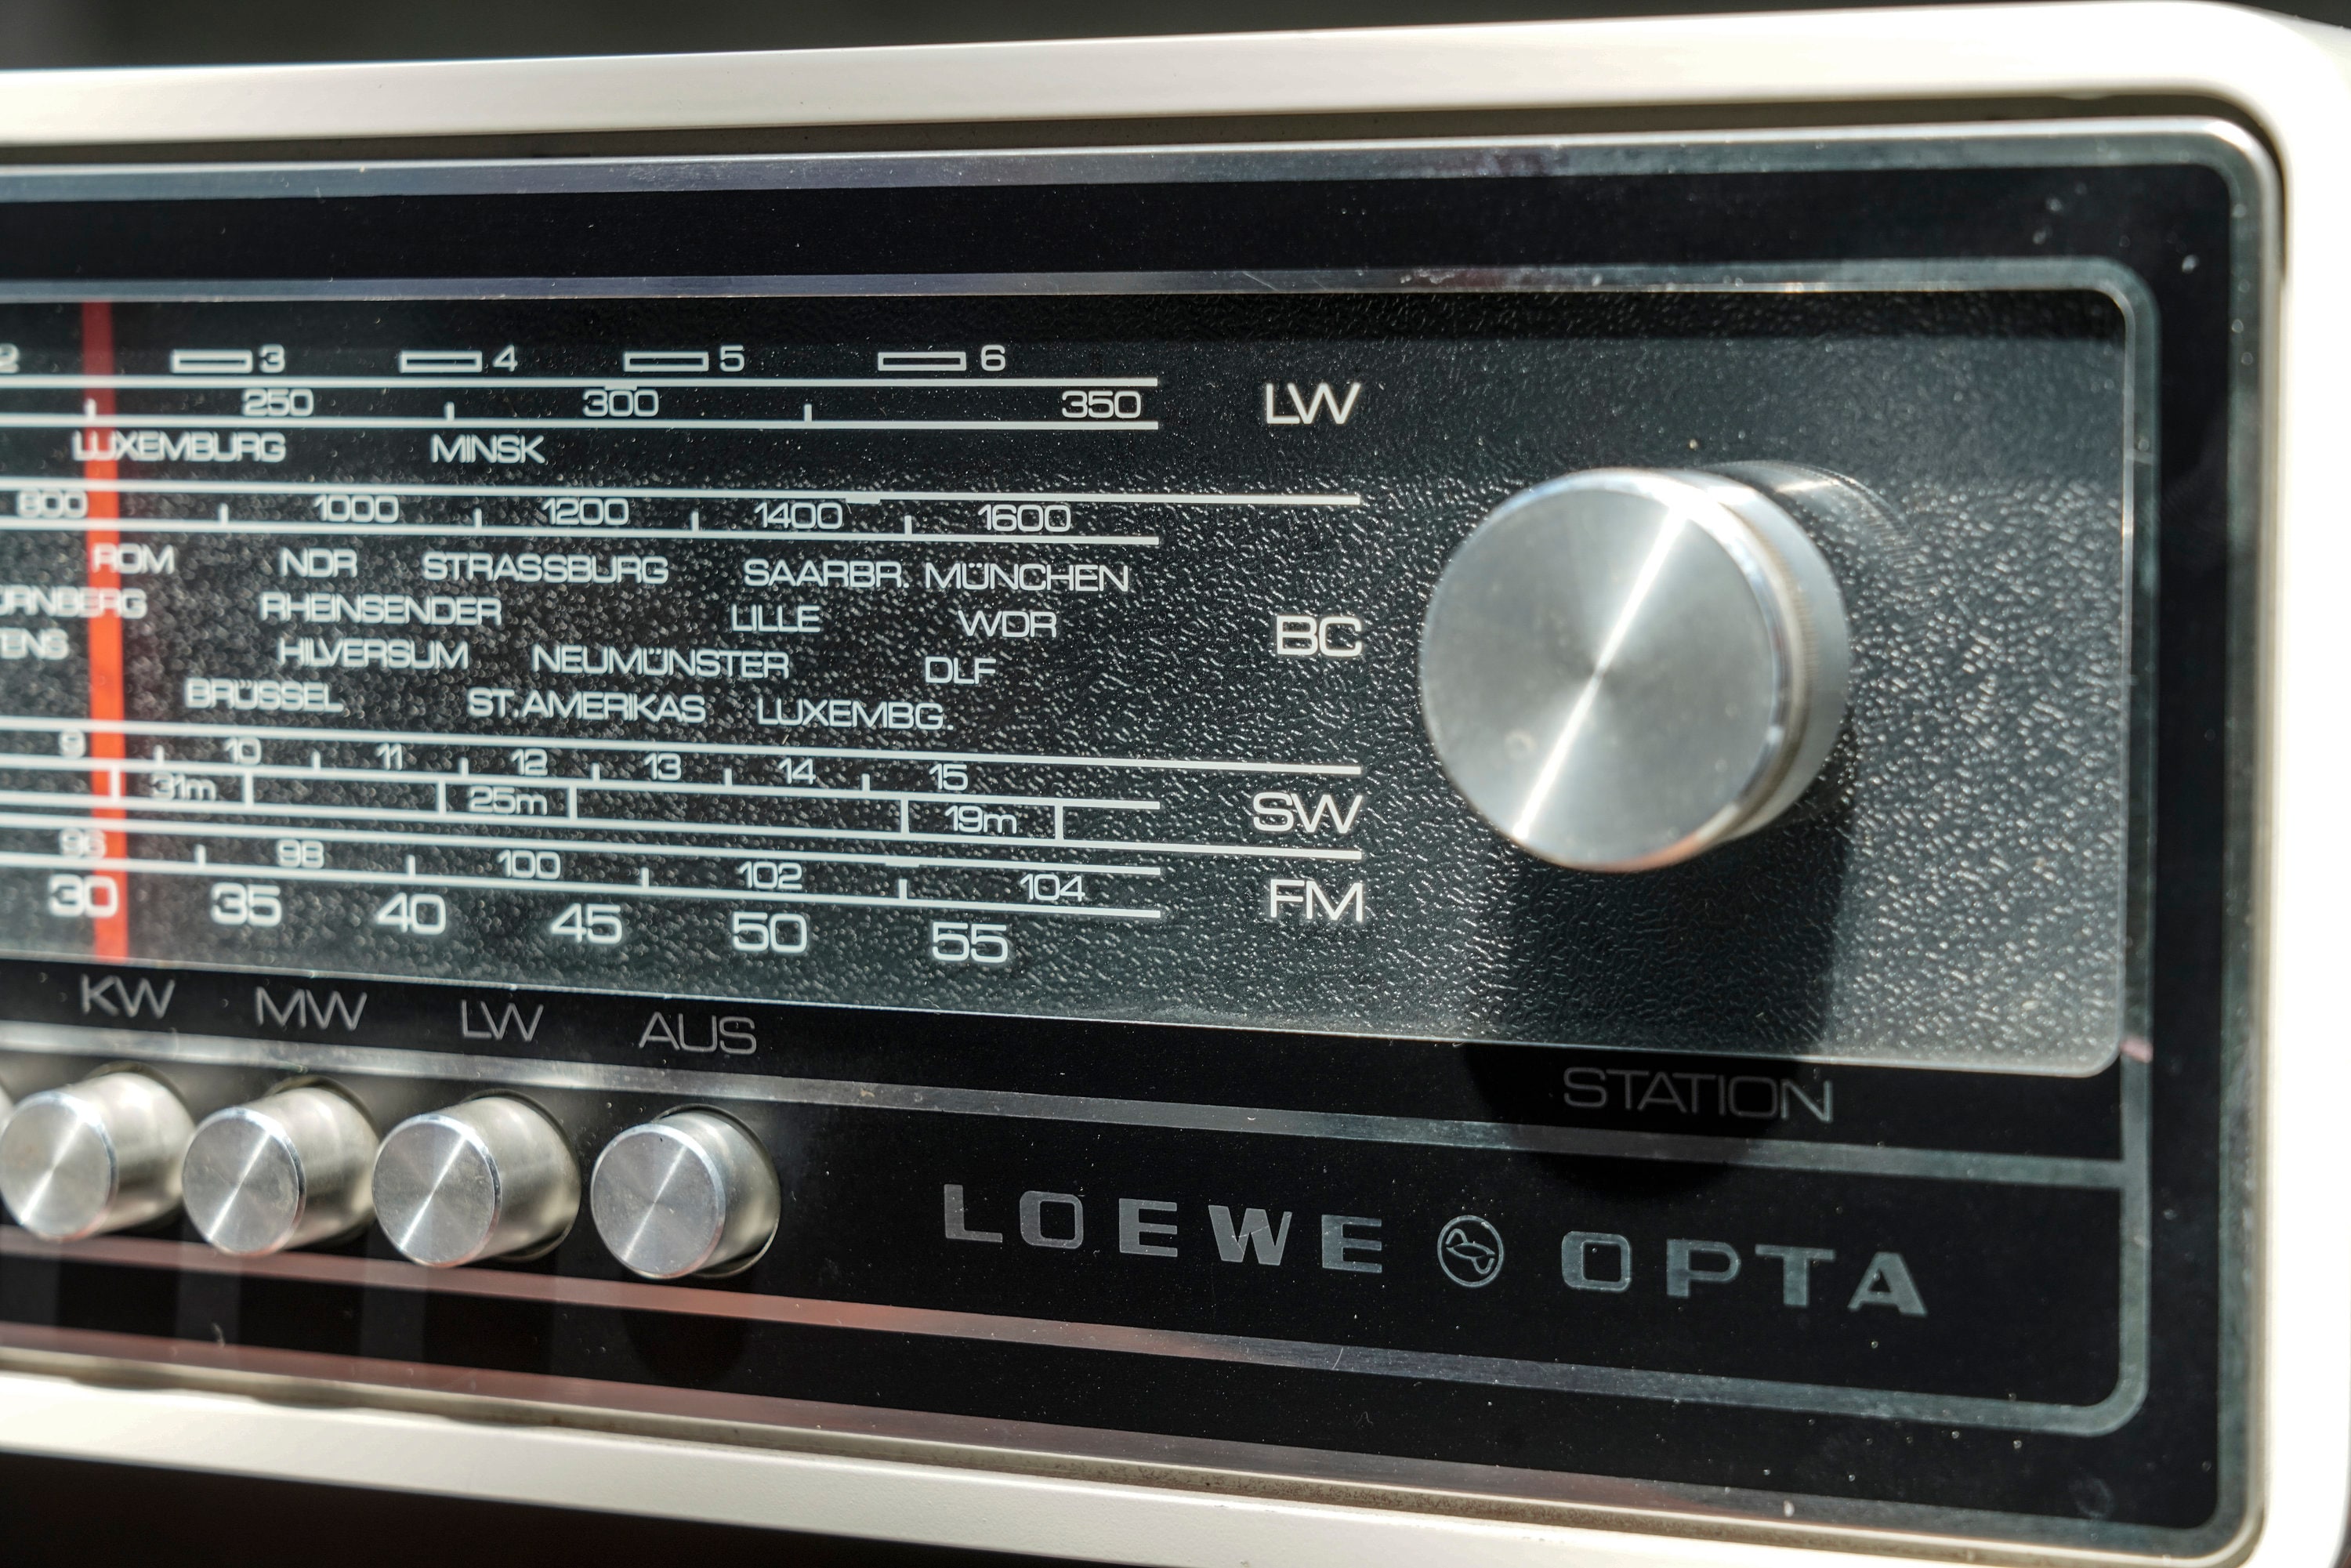 2 3 4 5 6
250 300 350 LW
LUXEMBURG MINSK
800 1000 1200 1400 1600
ROM NDR STRASSBURG SAARBR. MÜNCHEN
RHEINSENDER LILLE WDR
BC
HILVERSUM NEUMÜNSTER DLF
BRÜSSEL ST.AMERIKAS LUXEMBG.
9 10 11 12 13 14 15
31m 25m 19m SW
96 98 100 102 104
FM
30 35 40 45 50 55
KW MW LW AUS
STATION
LOEWE OPTA